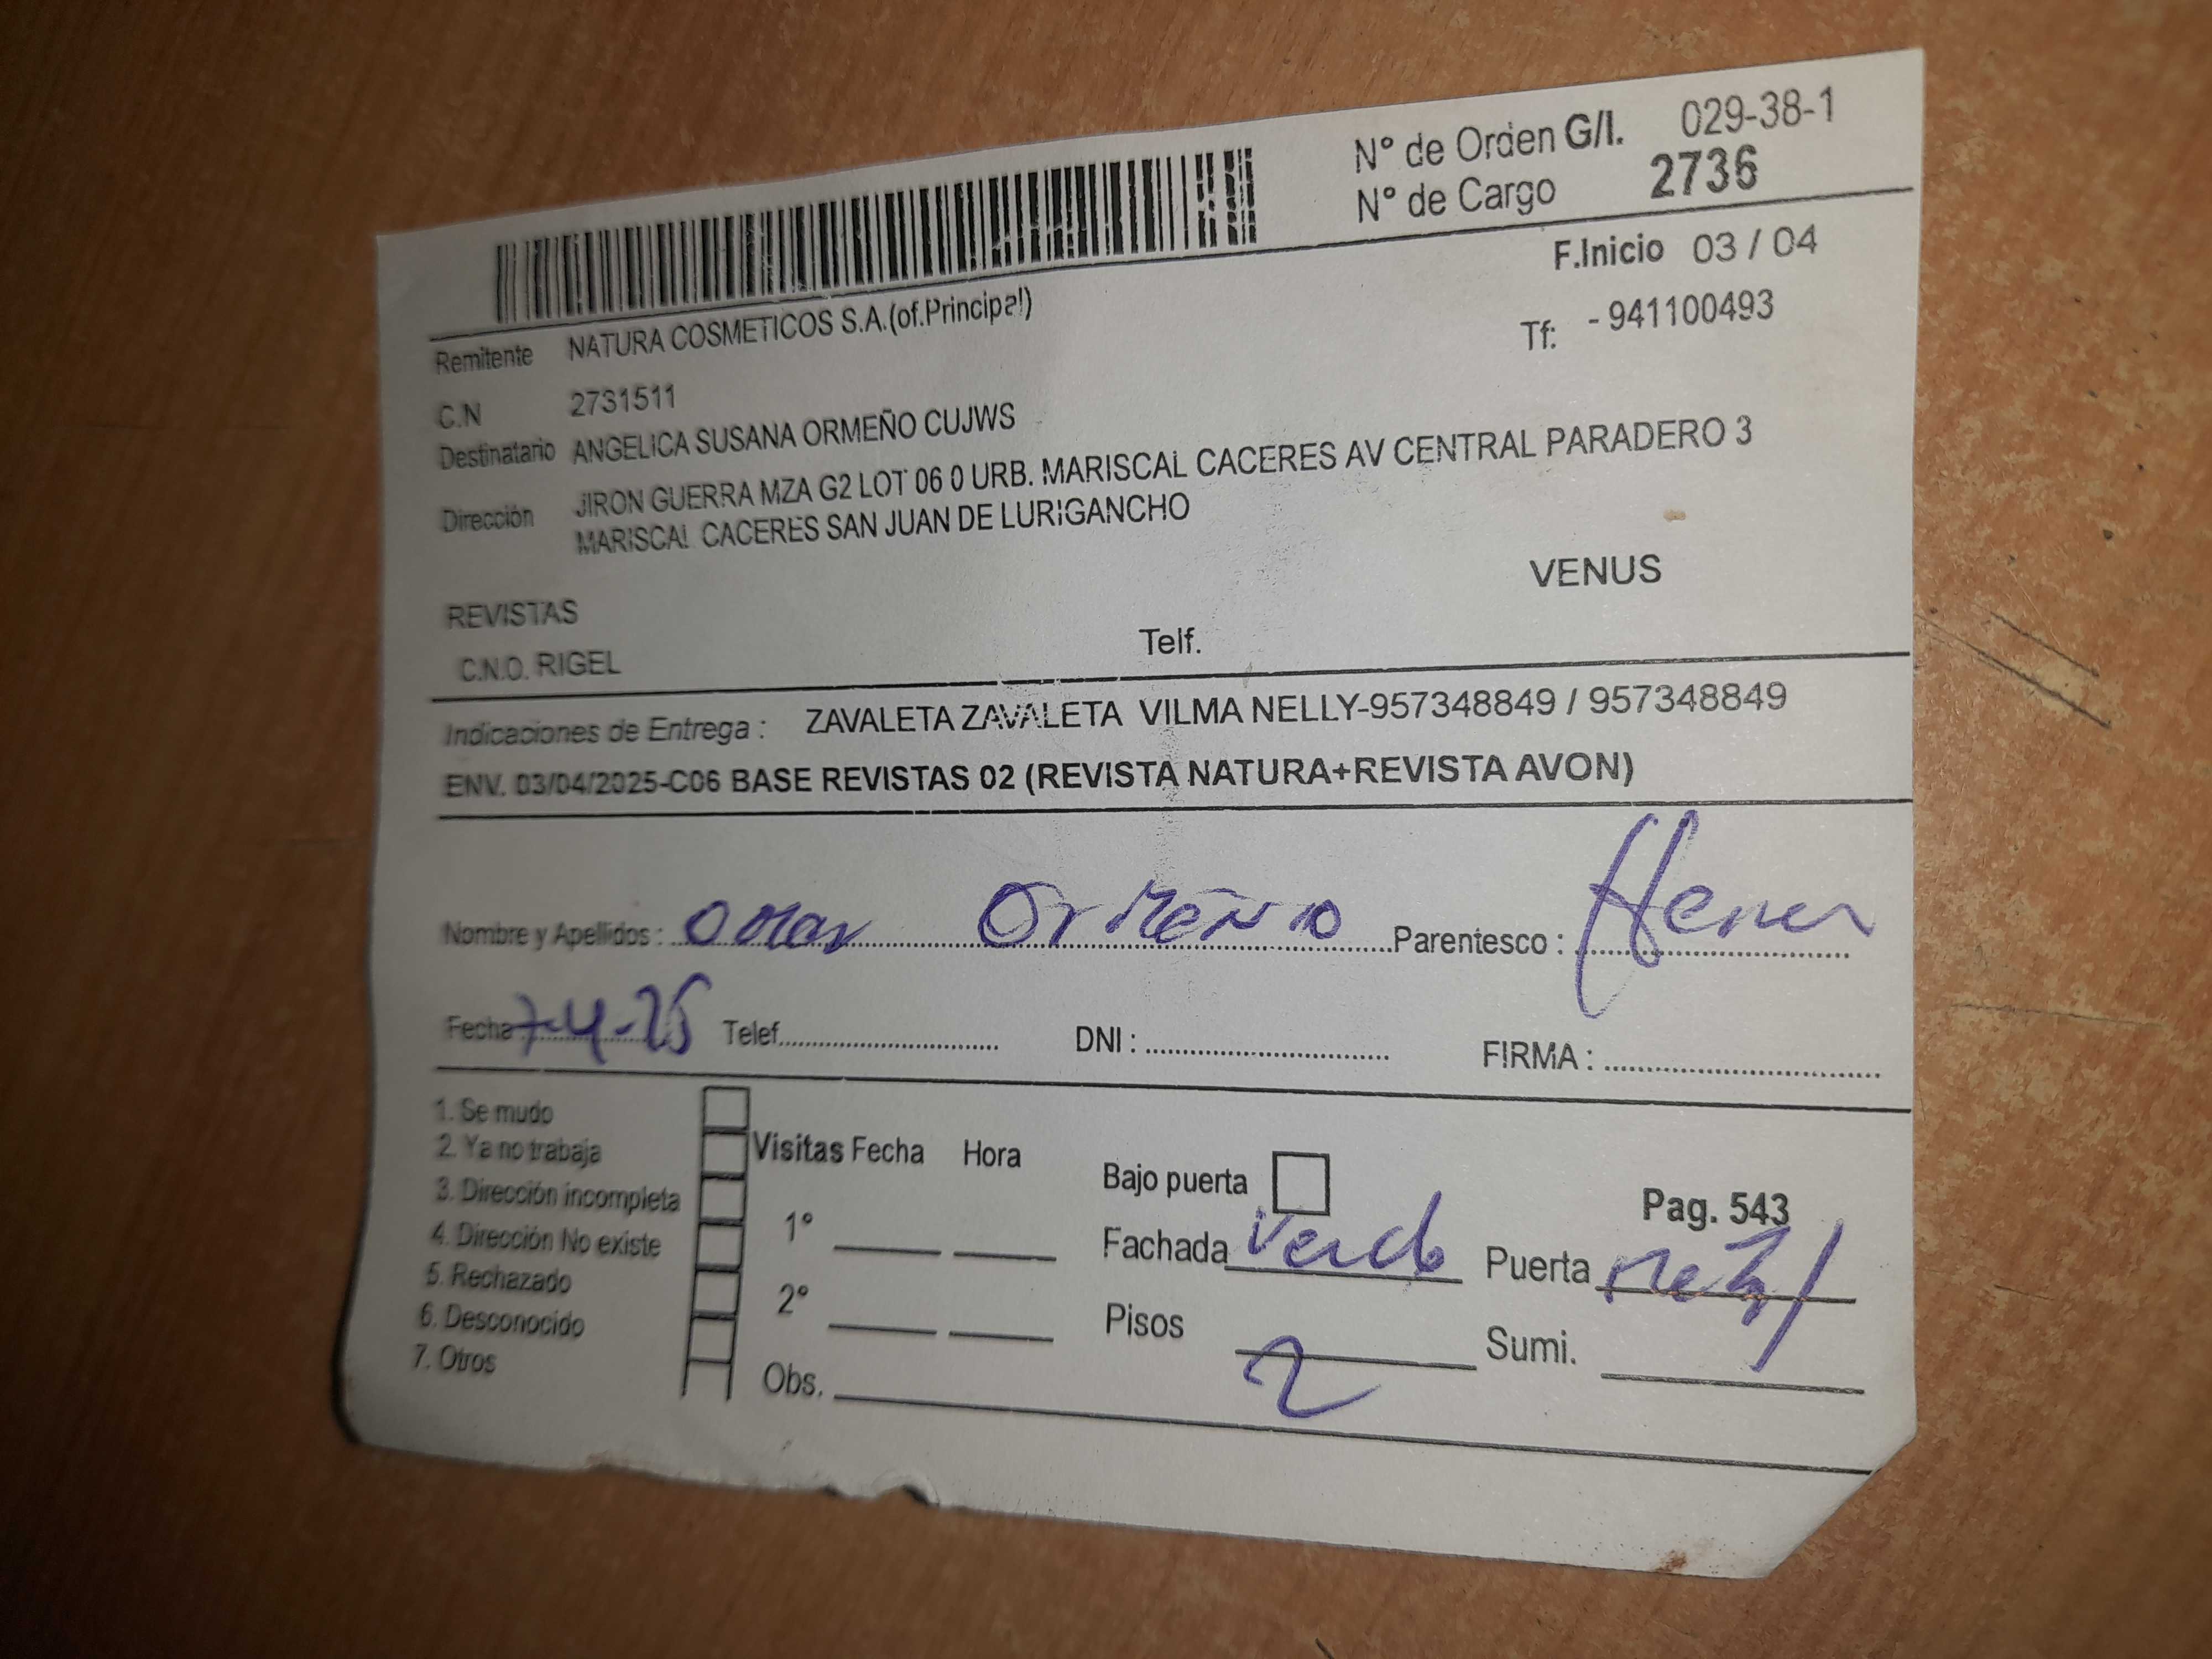 N° de Orden G/I. 029-38-1
N° de Cargo 2736
F.Inicio 03 / 04
Remitente NATURA COSMETICOS S.A.(of.Principal)
Tf: - 941100493
C.N 2731511
Destinatario ANGELICA SUSANA ORMEÑO CUJWS
Dirección JIRON GUERRA MZA G2 LOT 06 0 URB. MARISCAL CACERES AV CENTRAL PARADERO 3
MARISCAL CACERES SAN JUAN DE LURIGANCHO
VENUS
REVISTAS
C.N.O. RIGEL Telf.
Indicaciones de Entrega : ZAVALETA ZAVALETA VILMA NELLY-957348849 / 957348849
ENV. 03/04/2025-C06 BASE REVISTAS 02 (REVISTA NATURA+REVISTA AVON)
Nombre y Apellidos : Omar Ormeño Parentesco :
Fecha 7-4-25 Telef. DNI : FIRMA :
1. Se mudo
2. Ya no trabaja
3. Dirección incompleta
4. Dirección No existe
5. Rechazado
6. Desconocido
7. Otros
Visitas Fecha Hora
1°
2°
Obs.
Bajo puerta
Fachada Verde
Pisos 2
Pag. 543
Puerta Metal
Sumi.